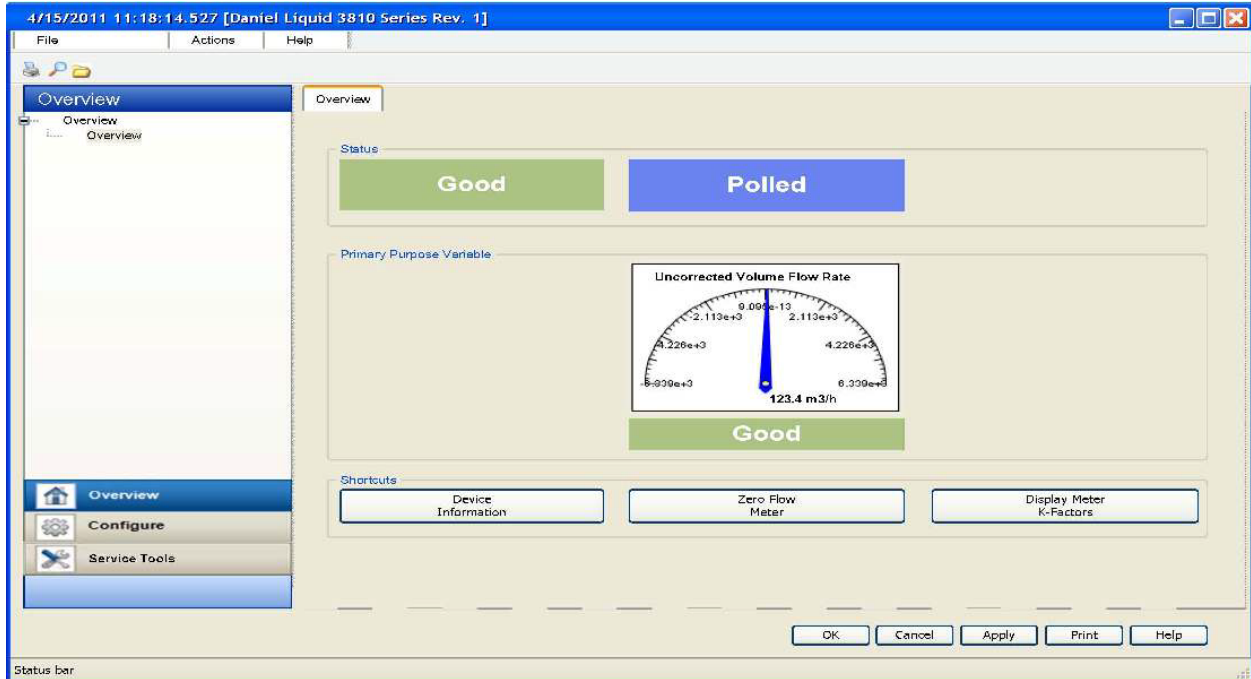 4/15/2011 11:18:14.527 [Daniel Liquid 3810 Series Rev. 1]
File Actions Help
Overview
Overview
Overview
Overview
Configure
Service Tools
Overview
Status
Good Polled
Primary Purpose Variable
Uncorrected Volume Flow Rate
-2.113e+3 2.113e+3
4.226e+3 4.226e+3
6.339e+3
123.4 m3/h
Good
Shortcuts
Device
Information
Zero Flow
Meter
Display Meter
K-Factors
OK Cancel Apply Print Help
Status bar